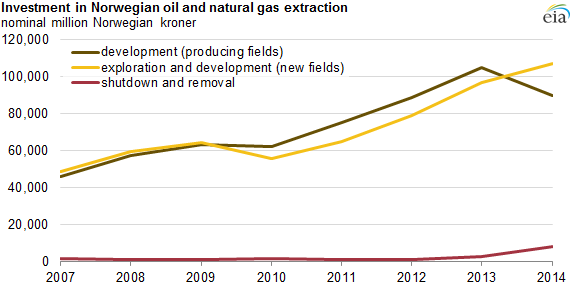 Investment in Norwegian oil and natural gas extraction
nominal million Norwegian kroner
eia
120,000
100,000
80,000
60,000
40,000
20,000
0
development (producing fields)
exploration and development (new fields)
shutdown and removal
2007 2008 2009 2010 2011 2012 2013 2014